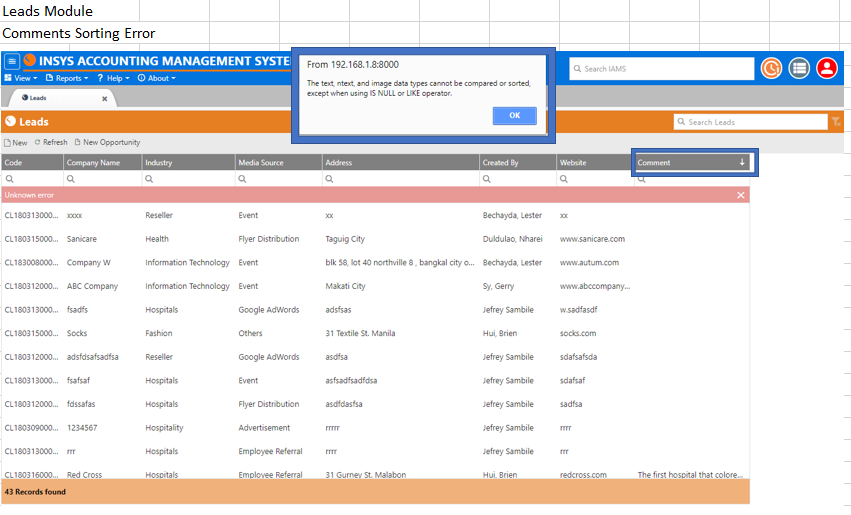 Leads Module
Comments Sorting Error
INSYS ACCOUNTING MANAGEMENT SYSTE
From 192.168.1.8:8000
The text, ntext, and image data types cannot be compared or sorted,
except when using IS NULL or LIKE operator.
OK
Search IAMS
View Reports ? Help About
Leads x
Leads
Search Leads
New Refresh New Opportunity
Code Company Name Industry Media Source Address Created By Website Comment
Unknown error
CL180313000... xxxx Reseller Event xx Bechayda, Lester xx
CL180315000... Sanicare Health Flyer Distribution Taguig City Duldulao, Nharei www.sanicare.com
CL183008000... Company W Information Technology Event blk 58, lot 40 northville 8 , bangkal city o... Bechayda, Lester www.autum.com
CL180312000... ABC Company Information Technology Event Makati City Sy, Gerry www.abccompany...
CL180313000... fsadfs Hospitals Google AdWords adsfsas Jefrey Sambile w.sadfasdf
CL180315000... Socks Fashion Others 31 Textile St. Manila Hui, Brien socks.com
CL180312000... adsfdsafsadfsa Reseller Google AdWords asdfsa Jefrey Sambile sdafsafsda
CL180313000... fsafsaf Hospitals Event asfsadfsadfdsa Jefrey Sambile sdafsaf
CL180312000... fdssafas Hospitals Flyer Distribution asdfdasfsa Jefrey Sambile sadfsa
CL180309000... 1234567 Hospitality Advertisement rrrrr Jefrey Sambile rrrr
CL180313000... rrr Hospitals Employee Referral rrrr Jefrey Sambile rrrr
CL180316000... Red Cross Hospitals Employee Referral 31 Gurney St. Malabon Hui, Brien redcross.com The first hospital that colore...
43 Records found